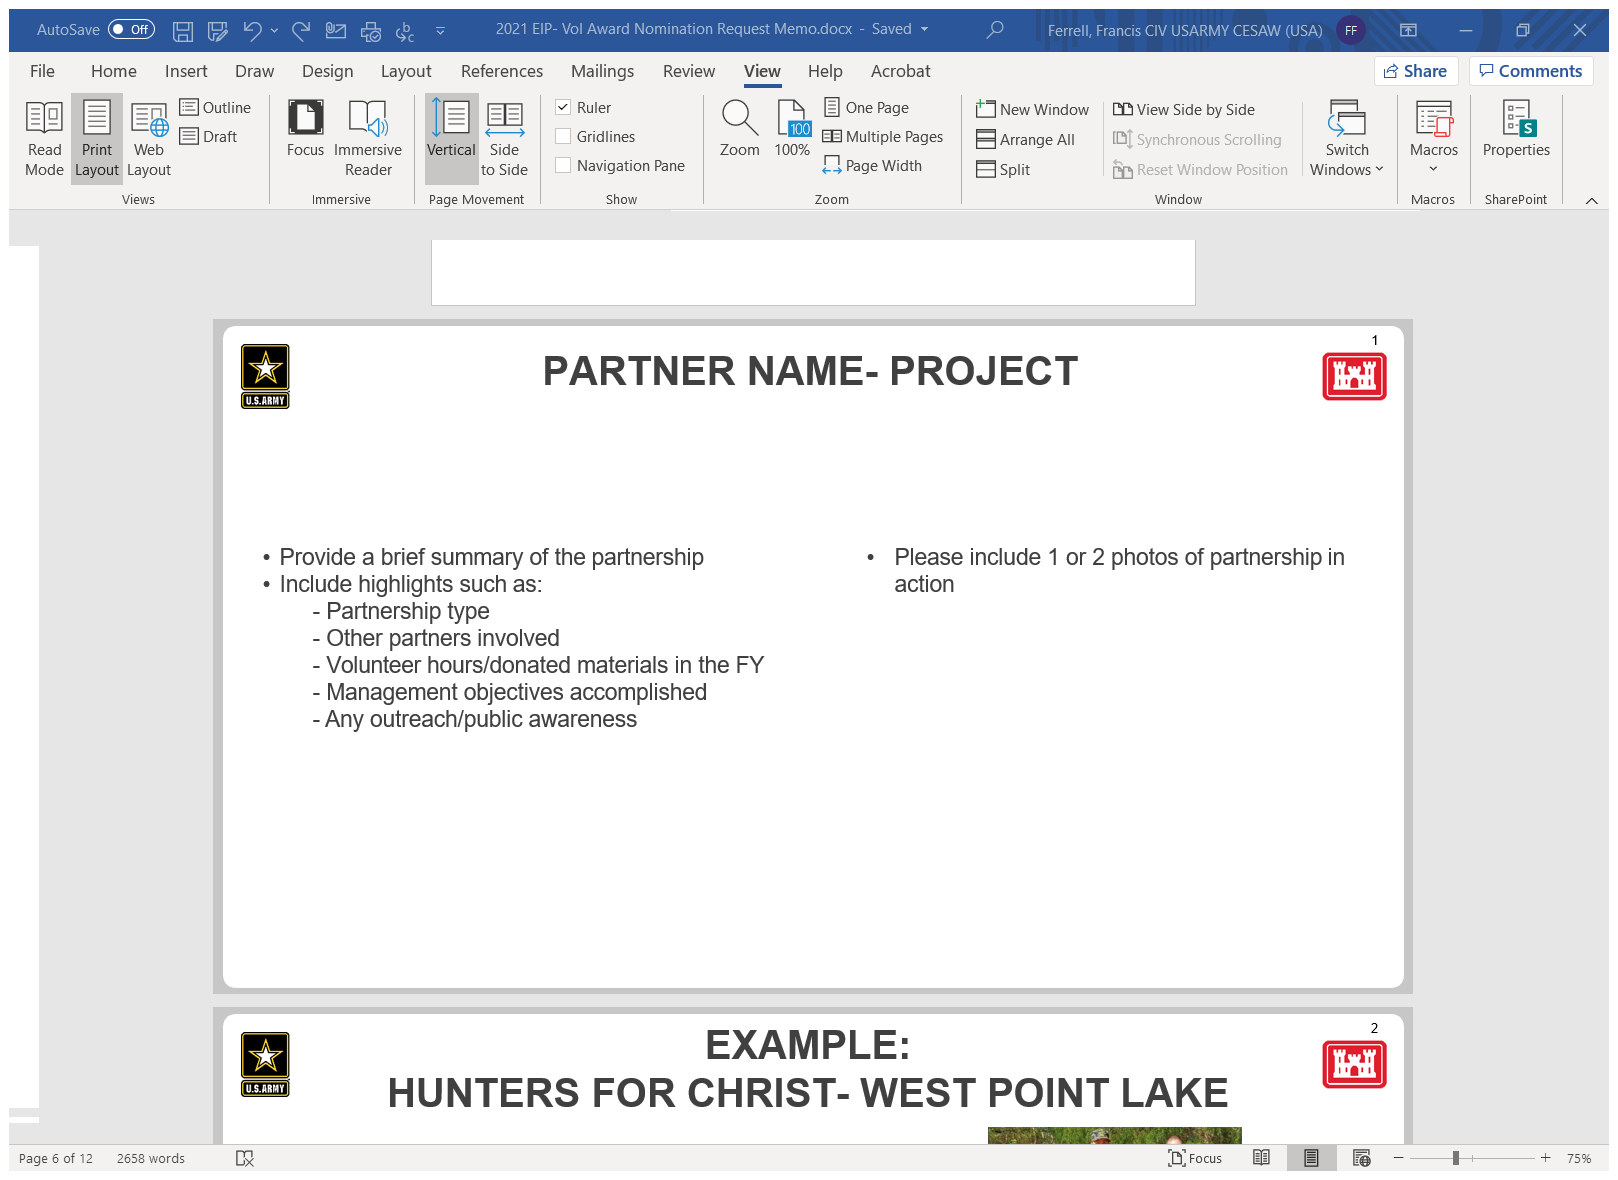 AutoSave Off 2021 EIP- Vol Award Nomination Request Memo.docx - Saved Ferrell, Francis CIV USARMY CESAW (USA) FF
File Home Insert Draw Design Layout References Mailings Review View Help Acrobat Share Comments
Read Mode
Print Layout
Web Layout
Outline
Draft
Views
Focus
Immersive Reader
Immersive
Vertical
Side to Side
Page Movement
Ruler
Gridlines
Navigation Pane
Show
Zoom
100
100%
One Page
Multiple Pages
Page Width
Zoom
New Window
Arrange All
Split
View Side by Side
Synchronous Scrolling
Reset Window Position
Switch Windows
Window
Macros
Macros
S
Properties
SharePoint
1
U.S.ARMY
PARTNER NAME- PROJECT
• Provide a brief summary of the partnership
• Include highlights such as:
- Partnership type
- Other partners involved
- Volunteer hours/donated materials in the FY
- Management objectives accomplished
- Any outreach/public awareness
• Please include 1 or 2 photos of partnership in
action
2
U.S.ARMY
EXAMPLE:
HUNTERS FOR CHRIST- WEST POINT LAKE
Page 6 of 12 2658 words Focus 75%